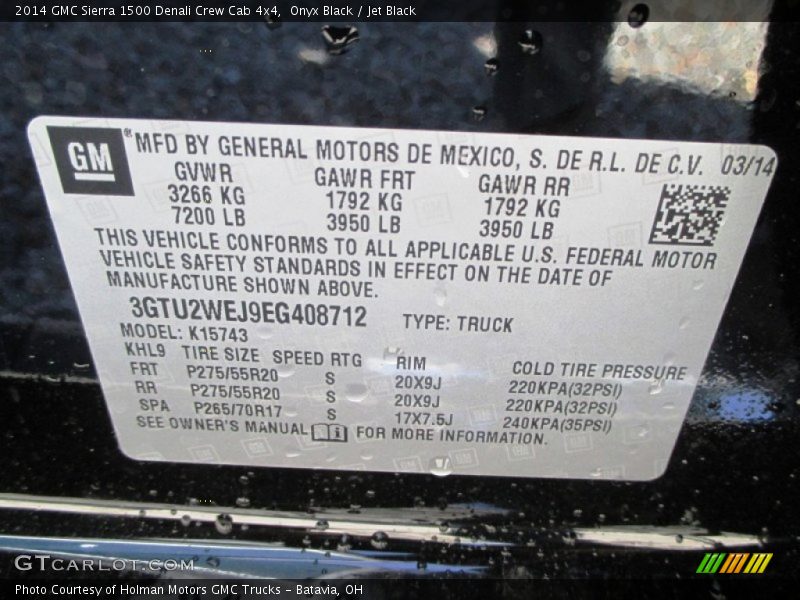 2014 GMC Sierra 1500 Denali Crew Cab 4x4, Onyx Black / Jet Black
GM® MFD BY GENERAL MOTORS DE MEXICO, S. DE R.L. DE C.V. 03/14
GVWR GAWR FRT GAWR RR
3266 KG 1792 KG 1792 KG
7200 LB 3950 LB 3950 LB
THIS VEHICLE CONFORMS TO ALL APPLICABLE U.S. FEDERAL MOTOR
VEHICLE SAFETY STANDARDS IN EFFECT ON THE DATE OF
MANUFACTURE SHOWN ABOVE.
3GTU2WEJ9EG408712 TYPE: TRUCK
MODEL: K15743
KHL9 TIRE SIZE SPEED RTG RIM COLD TIRE PRESSURE
FRT P275/55R20 S 20X9J 220KPA(32PSI)
RR P275/55R20 S 20X9J 220KPA(32PSI)
SPA P265/70R17 S 17X7.5J 240KPA(35PSI)
SEE OWNER'S MANUAL FOR MORE INFORMATION.
GTCARLOT.COM
Photo Courtesy of Holman Motors GMC Trucks - Batavia, OH